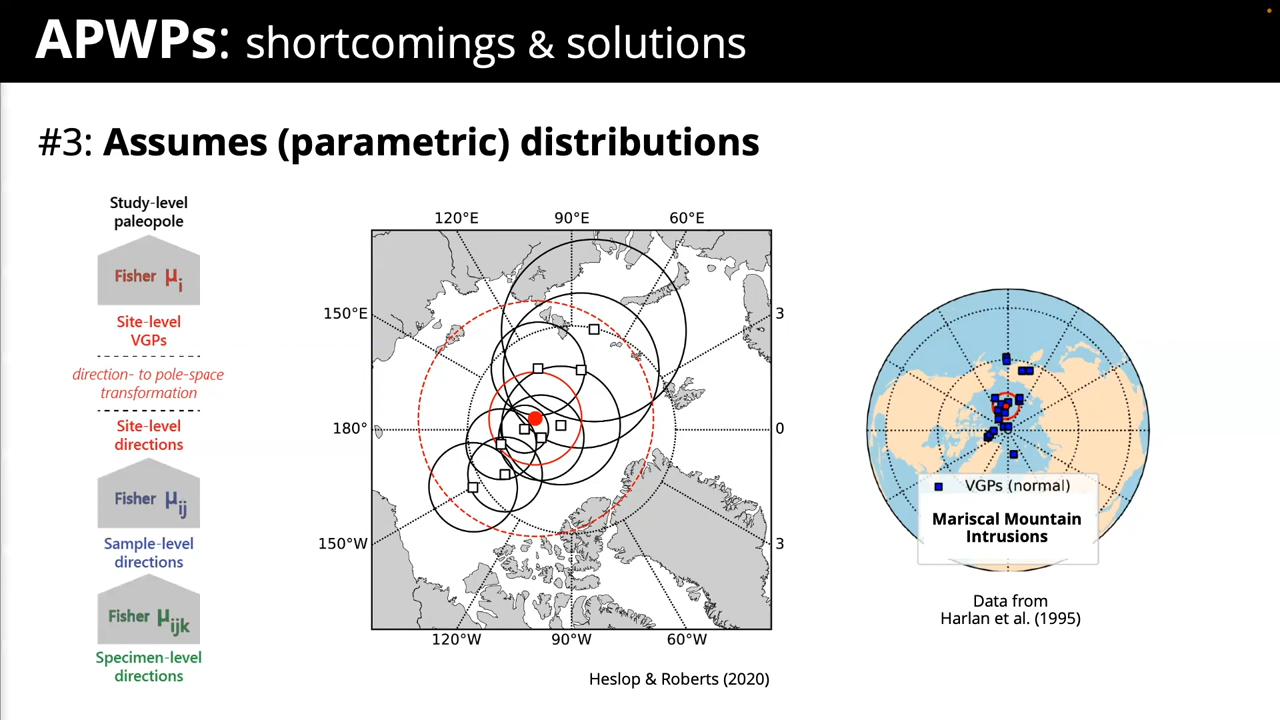 APWPs: shortcomings & solutions
#3: Assumes (parametric) distributions
Study-level
paleopole
Fisher μi
Site-level
VGPs
direction- to pole-space
transformation
Site-level
directions
Fisher μij
Sample-level
directions
Fisher μijk
Specimen-level
directions
120°E 90°E 60°E
150°E 3
180° 0
150°W 3
120°W 90°W 60°W
Heslop & Roberts (2020)
VGPs (normal)
Mariscal Mountain
Intrusions
Data from
Harlan et al. (1995)